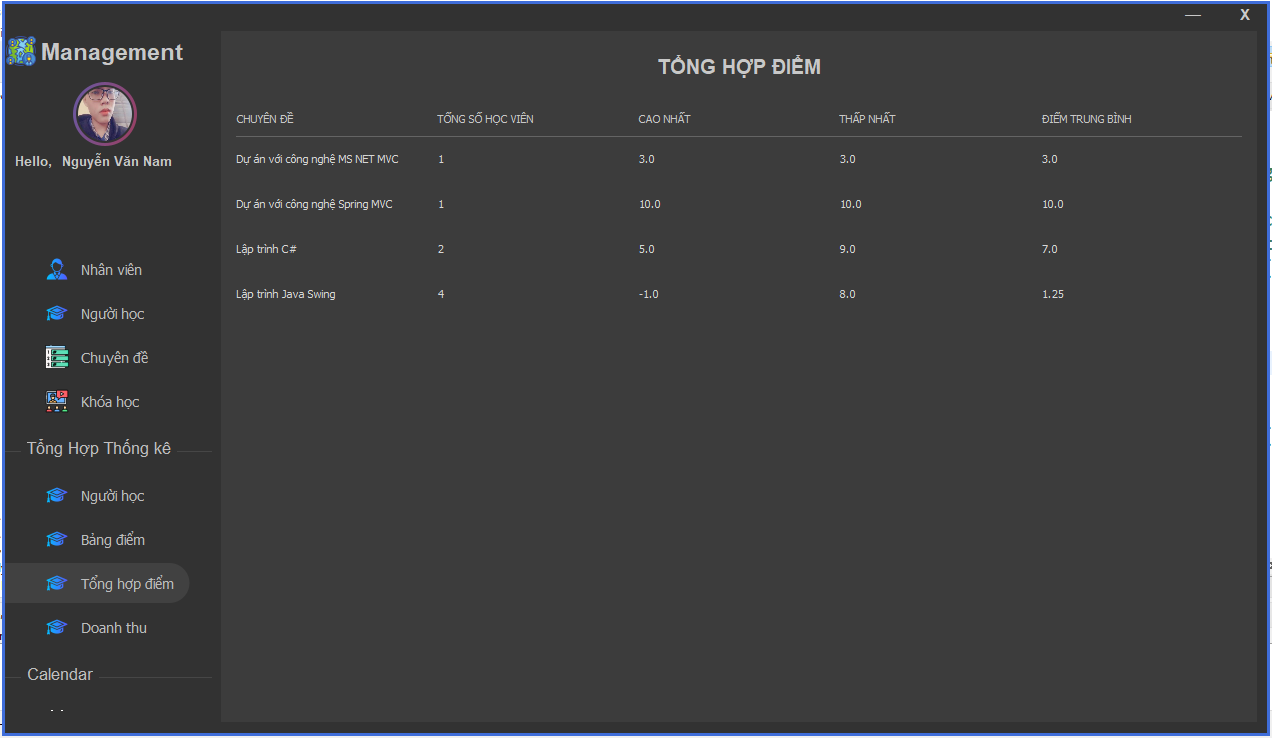 — X
Management
Hello, Nguyễn Văn Nam
Nhân viên
Người học
Chuyên đề
Khóa học
Tổng Hợp Thống kê
Người học
Bảng điểm
Tổng hợp điểm
Doanh thu
Calendar
TỔNG HỢP ĐIỂM
CHUYÊN ĐỀ TỔNG SỐ HỌC VIÊN CAO NHẤT THẤP NHẤT ĐIỂM TRUNG BÌNH
Dự án với công nghệ MS NET MVC 1 3.0 3.0 3.0
Dự án với công nghệ Spring MVC 1 10.0 10.0 10.0
Lập trình C# 2 5.0 9.0 7.0
Lập trình Java Swing 4 -1.0 8.0 1.25